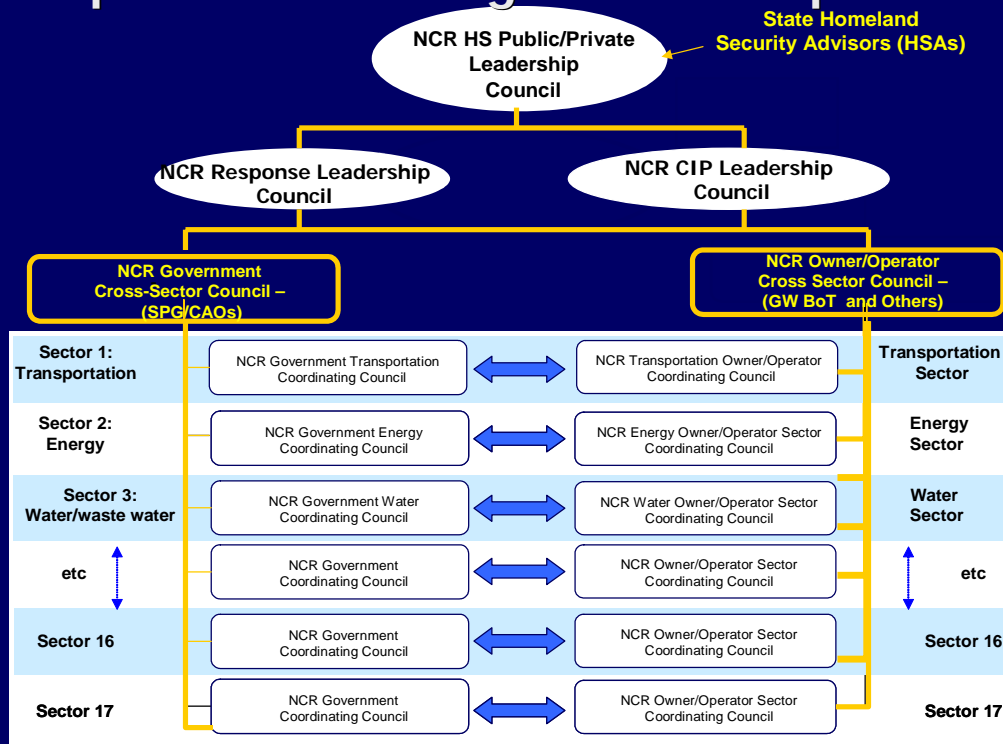 State Homeland
Security Advisors (HSAs)
NCR HS Public/Private
Leadership
Council
NCR Response Leadership
Council
NCR CIP Leadership
Council
NCR Government
Cross-Sector Council –
(SPG/CAOs)
NCR Owner/Operator
Cross Sector Council –
(GW BoT and Others)
Sector 1:
Transportation
NCR Government Transportation
Coordinating Council
NCR Transportation Owner/Operator
Coordinating Council
Transportation
Sector
Sector 2:
Energy
NCR Government Energy
Coordinating Council
NCR Energy Owner/Operator Sector
Coordinating Council
Energy
Sector
Sector 3:
Water/waste water
NCR Government Water
Coordinating Council
NCR Water Owner/Operator Sector
Coordinating Council
Water
Sector
etc
NCR Government
Coordinating Council
NCR Owner/Operator Sector
Coordinating Council
etc
Sector 16
NCR Government
Coordinating Council
NCR Owner/Operator Sector
Coordinating Council
Sector 16
Sector 17
NCR Government
Coordinating Council
NCR Owner/Operator Sector
Coordinating Council
Sector 17